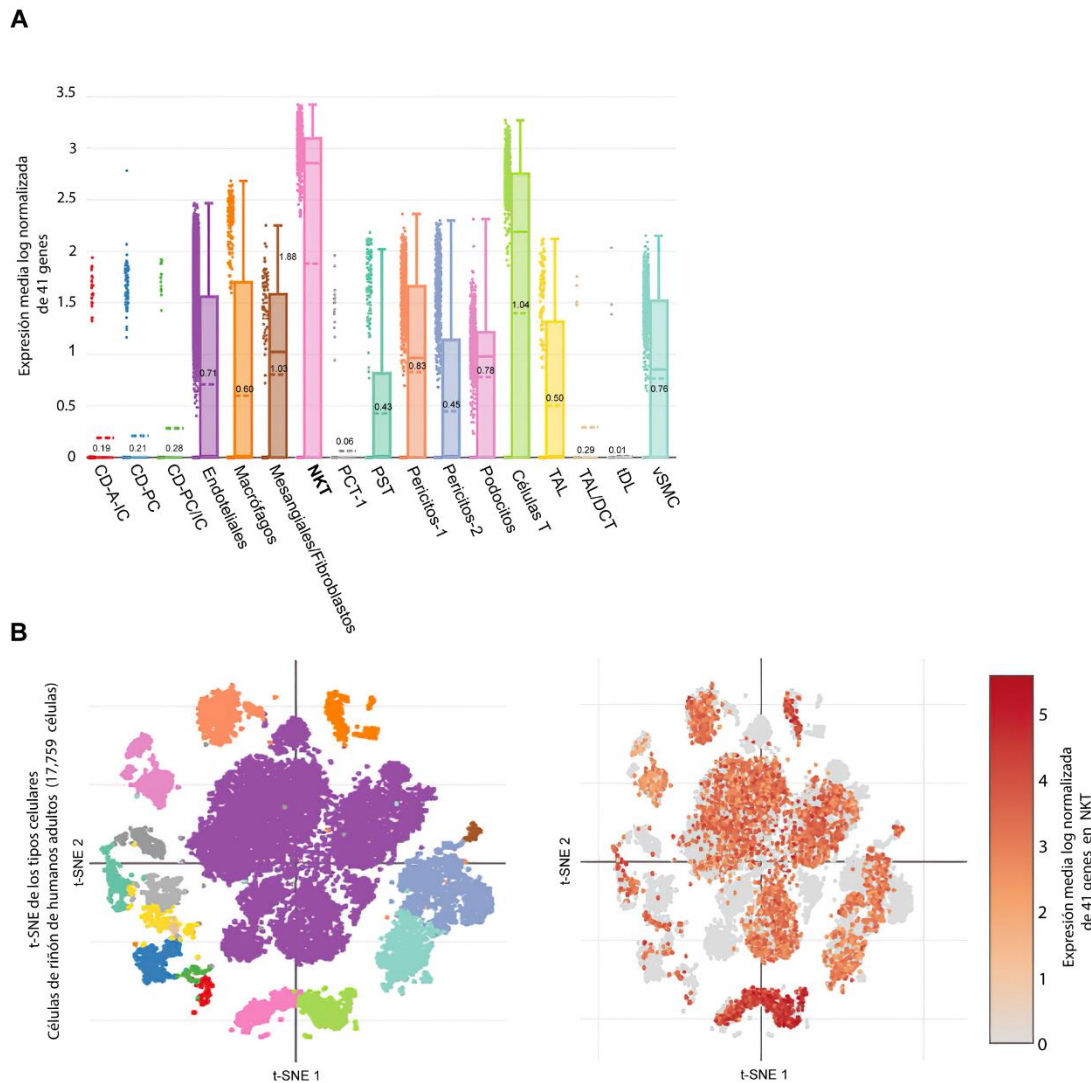 A
Expresión media log normalizada
de 41 genes
3.5
3
2.5
2
1.5
1
0.5
0
0.19
0.21
0.28
0.71
0.60
1.03
1.88
0.06
0.43
0.83
0.45
0.78
1.04
0.50
0.29
0.01
0.76
CD-A-IC
CD-PC
CD-PC/IC
Endoteliales
Macrófagos
Mesangiales/Fibroblastos
NKT
PCT-1
PST
Pericitos-1
Pericitos-2
Podocitos
Células T
TAL
TAL/DCT
tDL
vSMC
B
t-SNE de los tipos celulares
Células de riñón de humanos adultos (17,759 células)
t-SNE 2
t-SNE 1
t-SNE 2
t-SNE 1
5
4
3
2
1
0
Expresión media log normalizada
de 41 genes en NKT